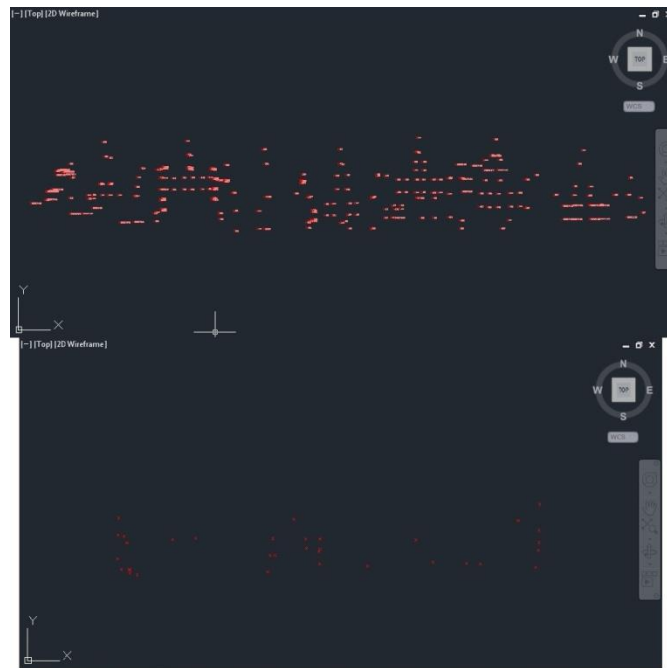 [−] [Top] [2D Wireframe]
N
W TOP E
S
WCS
Y
X
[−] [Top] [2D Wireframe]
N
W TOP E
S
WCS
Y
X